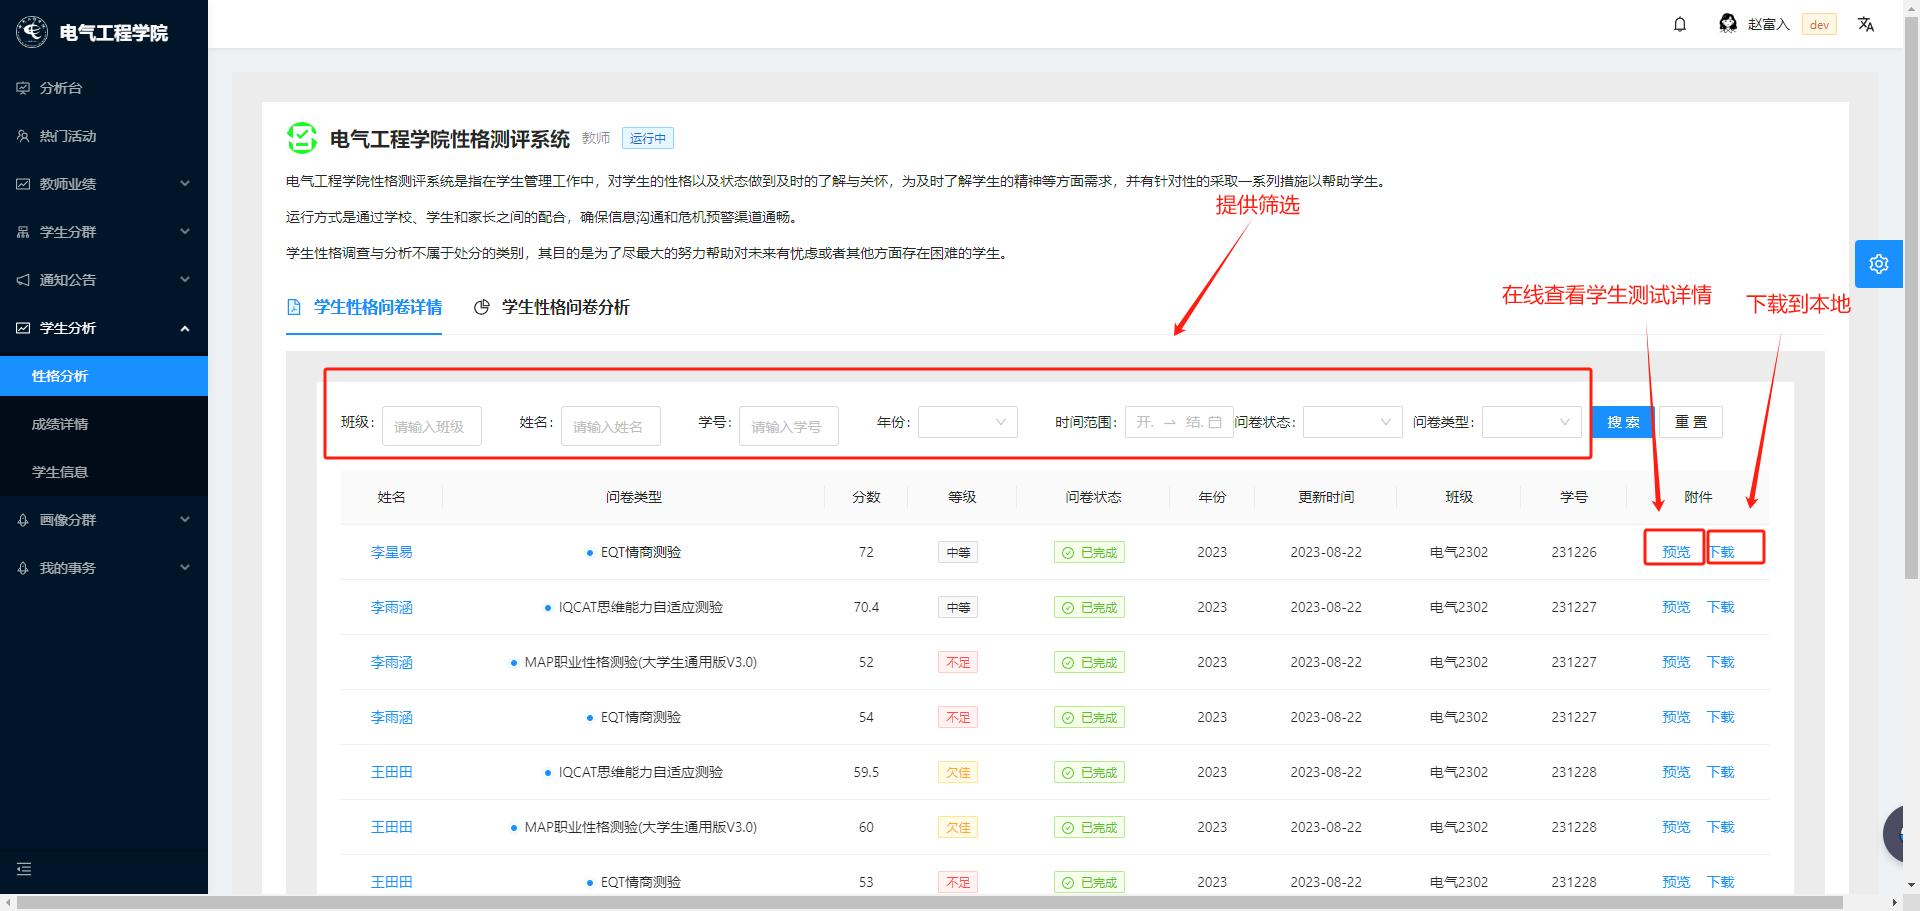 电气工程学院
赵富入 dev
分析台
热门活动
教师业绩
学生分群
通知公告
学生分析
性格分析
成绩详情
学生信息
画像分群
我的事务
电气工程学院性格测评系统 教师 运行中
电气工程学院性格测评系统是指在学生管理工作中，对学生的性格以及状态做到及时的了解与关怀，为及时了解学生的精神等方面需求，并有针对性的采取一系列措施以帮助学生。
运行方式是通过学校、学生和家长之间的配合，确保信息沟通和危机预警渠道通畅。
学生性格调查与分析不属于处分的类别，其目的是为了尽最大的努力帮助对未来有忧虑或者其他方面存在困难的学生。
提供筛选
在线查看学生测试详情
下载到本地
学生性格问卷详情 学生性格问卷分析
班级: 请输入班级 姓名: 请输入姓名 学号: 请输入学号 年份: 时间范围: 开. 结. 问卷状态: 问卷类型: 搜 索 重 置
姓名 问卷类型 分数 等级 问卷状态 年份 更新时间 班级 学号 附件
李星易 EQT情商测验 72 中等 已完成 2023 2023-08-22 电气2302 231226 预览 下载
李雨涵 IQCAT思维能力自适应测验 70.4 中等 已完成 2023 2023-08-22 电气2302 231227 预览 下载
李雨涵 MAP职业性格测验(大学生通用版V3.0) 52 不足 已完成 2023 2023-08-22 电气2302 231227 预览 下载
李雨涵 EQT情商测验 54 不足 已完成 2023 2023-08-22 电气2302 231227 预览 下载
王田田 IQCAT思维能力自适应测验 59.5 欠佳 已完成 2023 2023-08-22 电气2302 231228 预览 下载
王田田 MAP职业性格测验(大学生通用版V3.0) 60 欠佳 已完成 2023 2023-08-22 电气2302 231228 预览 下载
王田田 EQT情商测验 53 不足 已完成 2023 2023-08-22 电气2302 231228 预览 下载